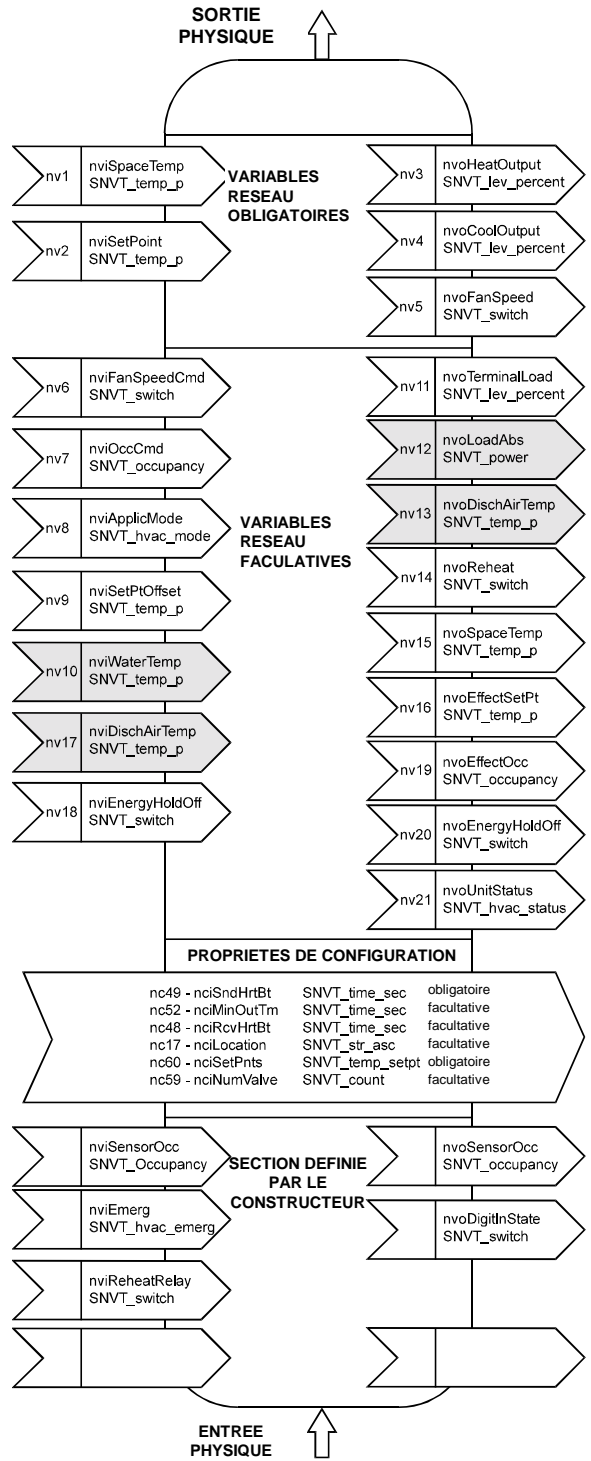 SORTIE
PHYSIQUE
nv1
nviSpaceTemp
SNVT_temp_p
nv2
nviSetPoint
SNVT_temp_p
VARIABLES
RESEAU
OBLIGATOIRES
nv3
nvoHeatOutput
SNVT_lev_percent
nv4
nvoCoolOutput
SNVT_lev_percent
nv5
nvoFanSpeed
SNVT_switch
nv6
nviFanSpeedCmd
SNVT_switch
nv7
nviOccCmd
SNVT_occupancy
nv8
nviApplicMode
SNVT_hvac_mode
nv9
nviSetPtOffset
SNVT_temp_p
nv10
nviWaterTemp
SNVT_temp_p
nv17
nviDischAirTemp
SNVT_temp_p
nv18
nviEnergyHoldOff
SNVT_switch
VARIABLES
RESEAU
FACULATIVES
nv11
nvoTerminalLoad
SNVT_lev_percent
nv12
nvoLoadAbs
SNVT_power
nv13
nvoDischAirTemp
SNVT_temp_p
nv14
nvoReheat
SNVT_switch
nv15
nvoSpaceTemp
SNVT_temp_p
nv16
nvoEffectSetPt
SNVT_temp_p
nv19
nvoEffectOcc
SNVT_occupancy
nv20
nvoEnergyHoldOff
SNVT_switch
nv21
nvoUnitStatus
SNVT_hvac_status
PROPRIETES DE CONFIGURATION
nc49 - nciSndHrtBt SNVT_time_sec obligatoire
nc52 - nciMinOutTm SNVT_time_sec facultative
nc48 - nciRcvHrtBt SNVT_time_sec facultative
nc17 - nciLocation SNVT_str_asc facultative
nc60 - nciSetPnts SNVT_temp_setpt obligatoire
nc59 - nciNumValve SNVT_count facultative
nviSensorOcc
SNVT_Occupancy
nviEmerg
SNVT_hvac_emerg
nviReheatRelay
SNVT_switch
SECTION DEFINIE
PAR LE
CONSTRUCTEUR
nvoSensorOcc
SNVT_occupancy
nvoDigitInState
SNVT_switch
ENTREE
PHYSIQUE